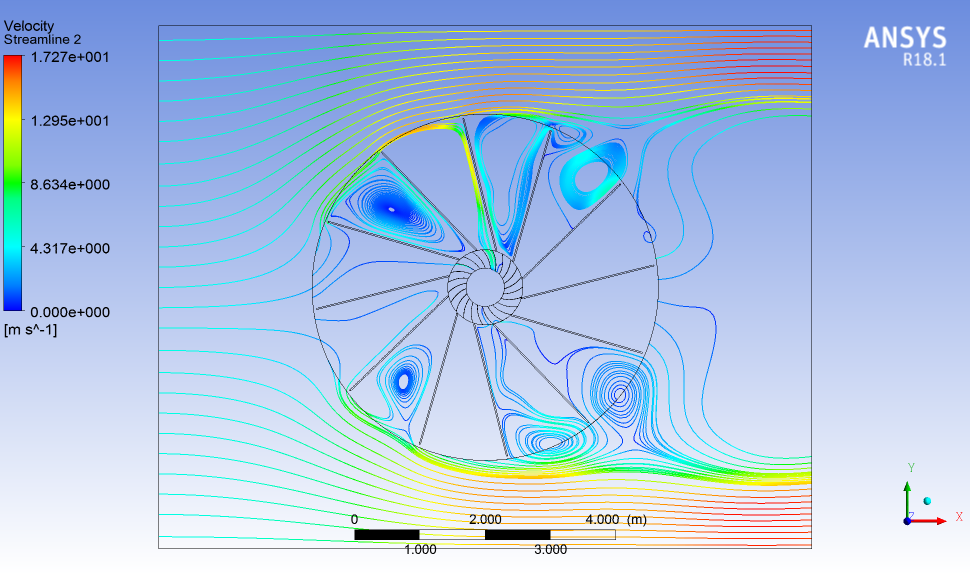 Velocity
Streamline 2
1.727e+001
1.295e+001
8.634e+000
4.317e+000
0.000e+000
[m s^-1]
ANSYS
R18.1
0 2.000 4.000 (m)
1.000 3.000
Y
Z X